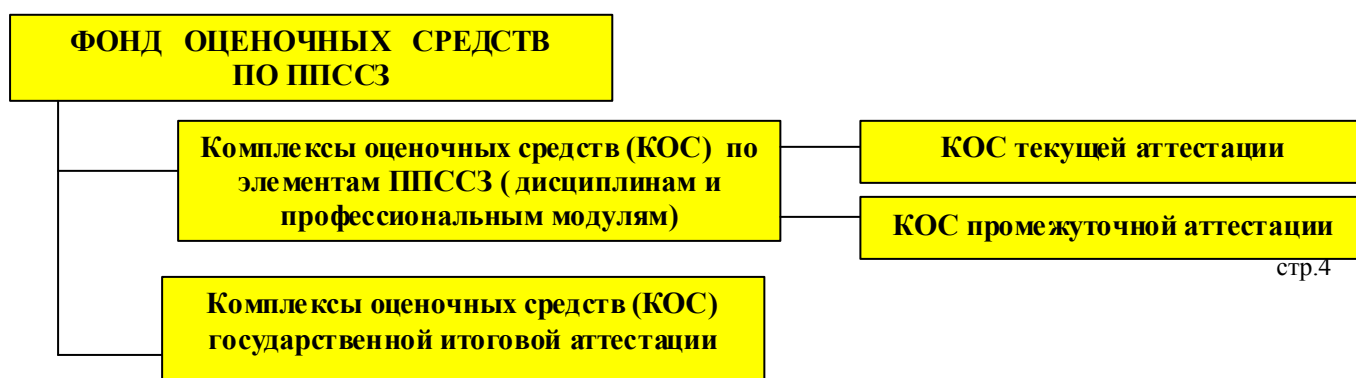 ФОНД ОЦЕНОЧНЫХ СРЕДСТВ
ПО ППССЗ
Комплексы оценочных средств (КОС) по
элементам ППССЗ ( дисциплинам и
профессиональным модулям)
КОС текущей аттестации
КОС промежуточной аттестации
стр.4
Комплексы оценочных средств (КОС)
государственной итоговой аттестации